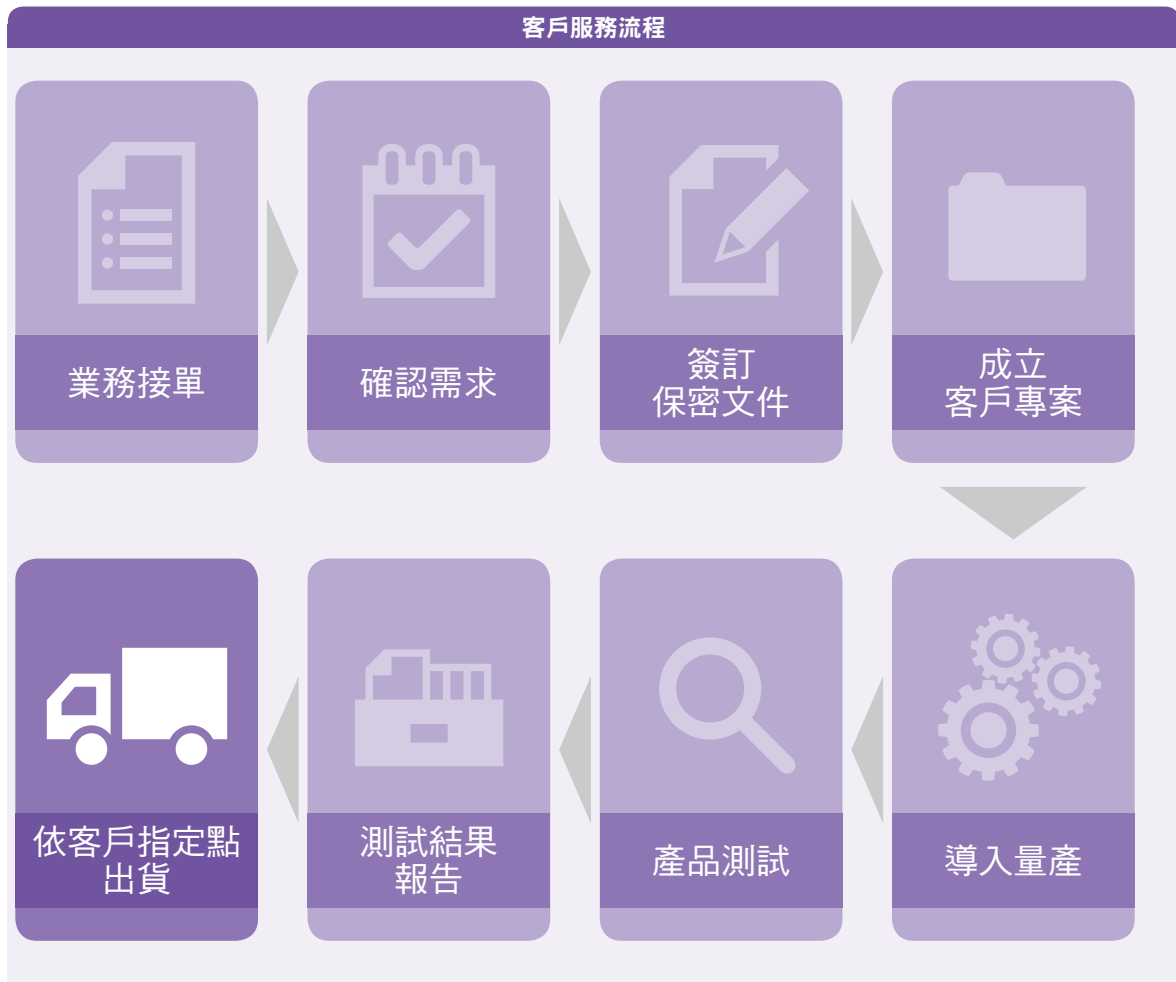 客戶服務流程
業務接單
確認需求
簽訂
保密文件
成立
客戶專案
導入量產
產品測試
測試結果
報告
依客戶指定點
出貨